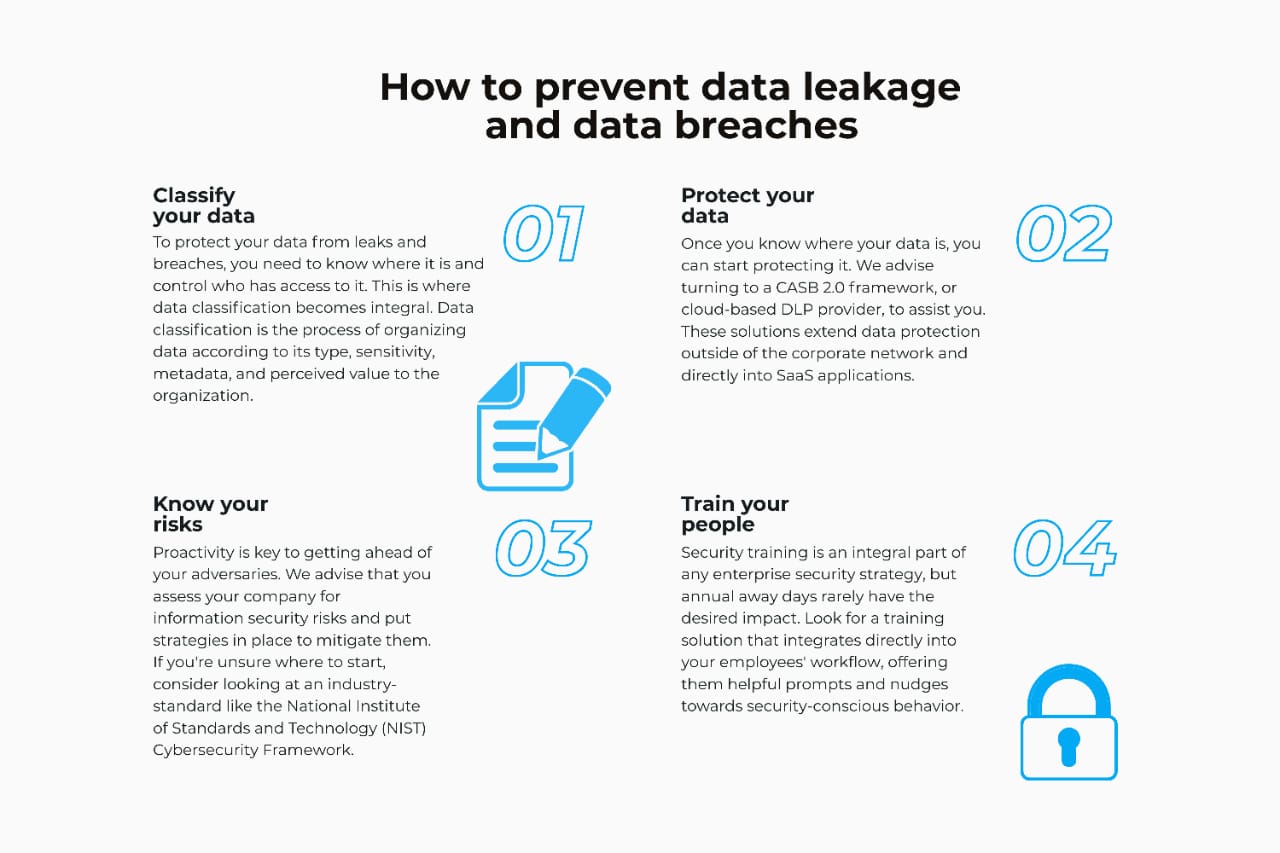 How to prevent data leakage
and data breaches
Classify
your data
01
To protect your data from leaks and
breaches, you need to know where it is and
control who has access to it. This is where
data classification becomes integral. Data
classification is the process of organizing
data according to its type, sensitivity,
metadata, and perceived value to the
organization.
Protect your
data
02
Once you know where your data is, you
can start protecting it. We advise
turning to a CASB 2.0 framework, or
cloud-based DLP provider, to assist you.
These solutions extend data protection
outside of the corporate network and
directly into SaaS applications.
Know your
risks
03
Proactivity is key to getting ahead of
your adversaries. We advise that you
assess your company for
information security risks and put
strategies in place to mitigate them.
If you're unsure where to start,
consider looking at an industry-
standard like the National Institute
of Standards and Technology (NIST)
Cybersecurity Framework.
Train your
people
04
Security training is an integral part of
any enterprise security strategy, but
annual away days rarely have the
desired impact. Look for a training
solution that integrates directly into
your employees' workflow, offering
them helpful prompts and nudges
towards security-conscious behavior.